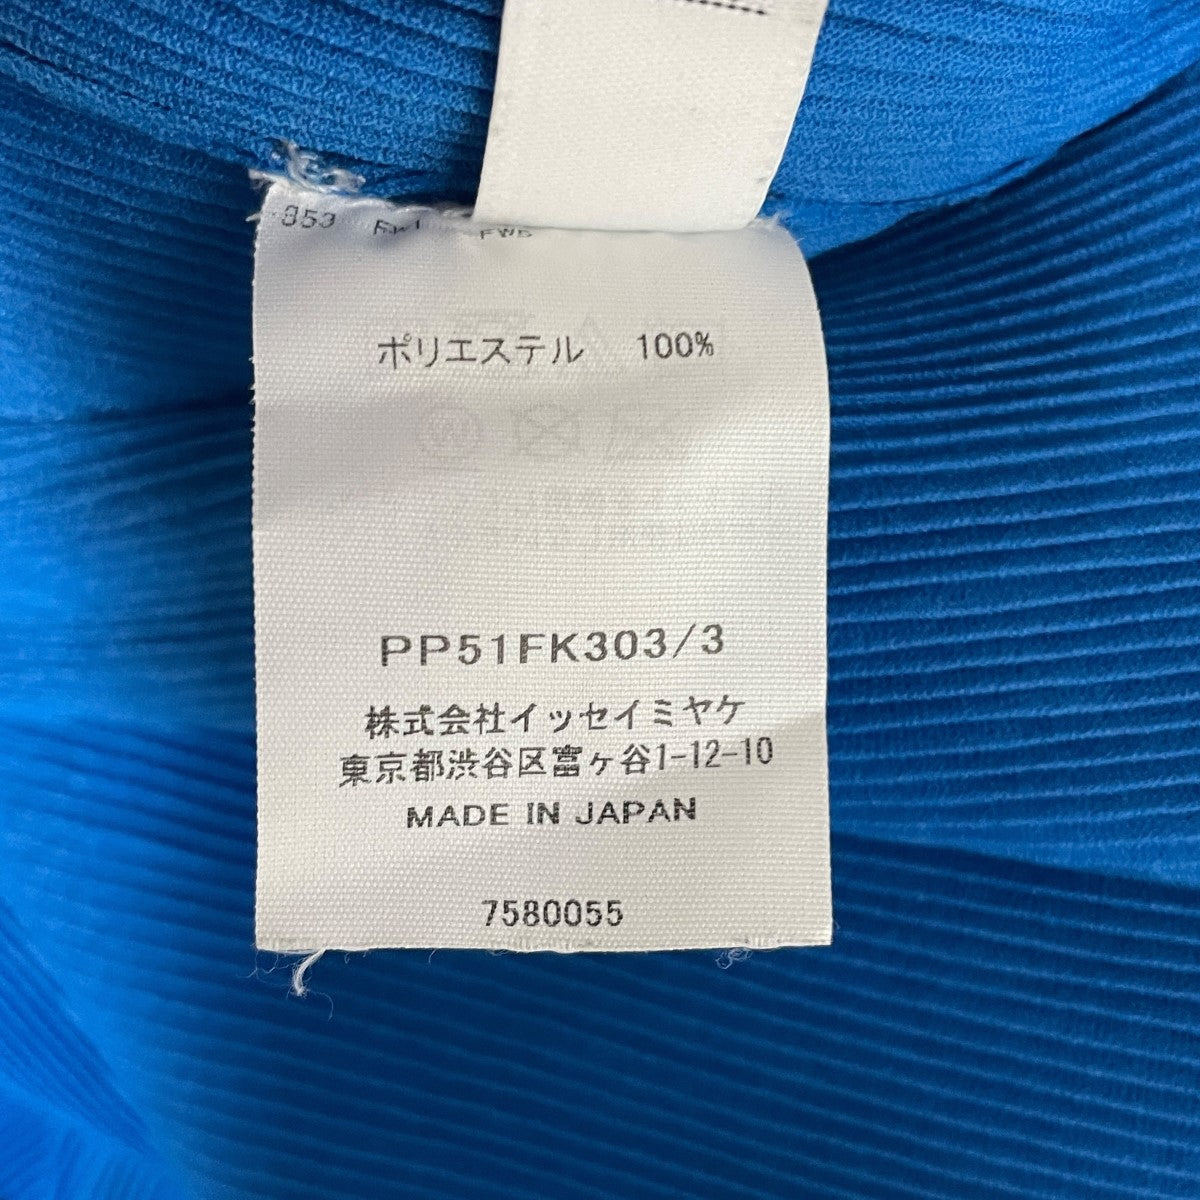 353
ポリエステル 100%
PP51FK303/3
株式会社イッセイミヤケ
東京都渋谷区富ヶ谷1-12-10
MADE IN JAPAN
7580055